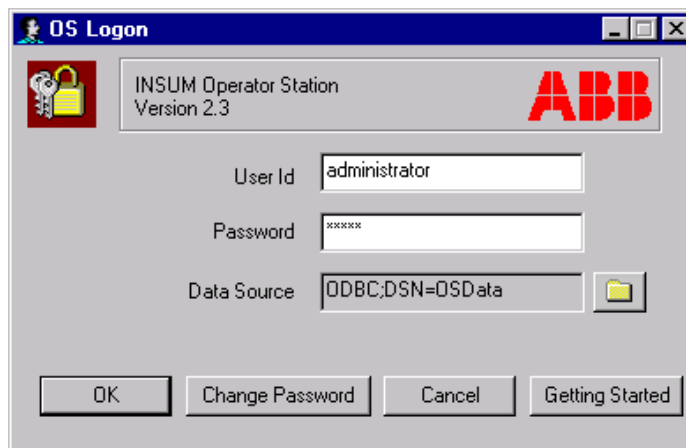 OS Logon
INSUM Operator Station
Version 2.3
ABB
User Id
administrator
Password
*****
Data Source
ODBC;DSN=OSData
OK
Change Password
Cancel
Getting Started